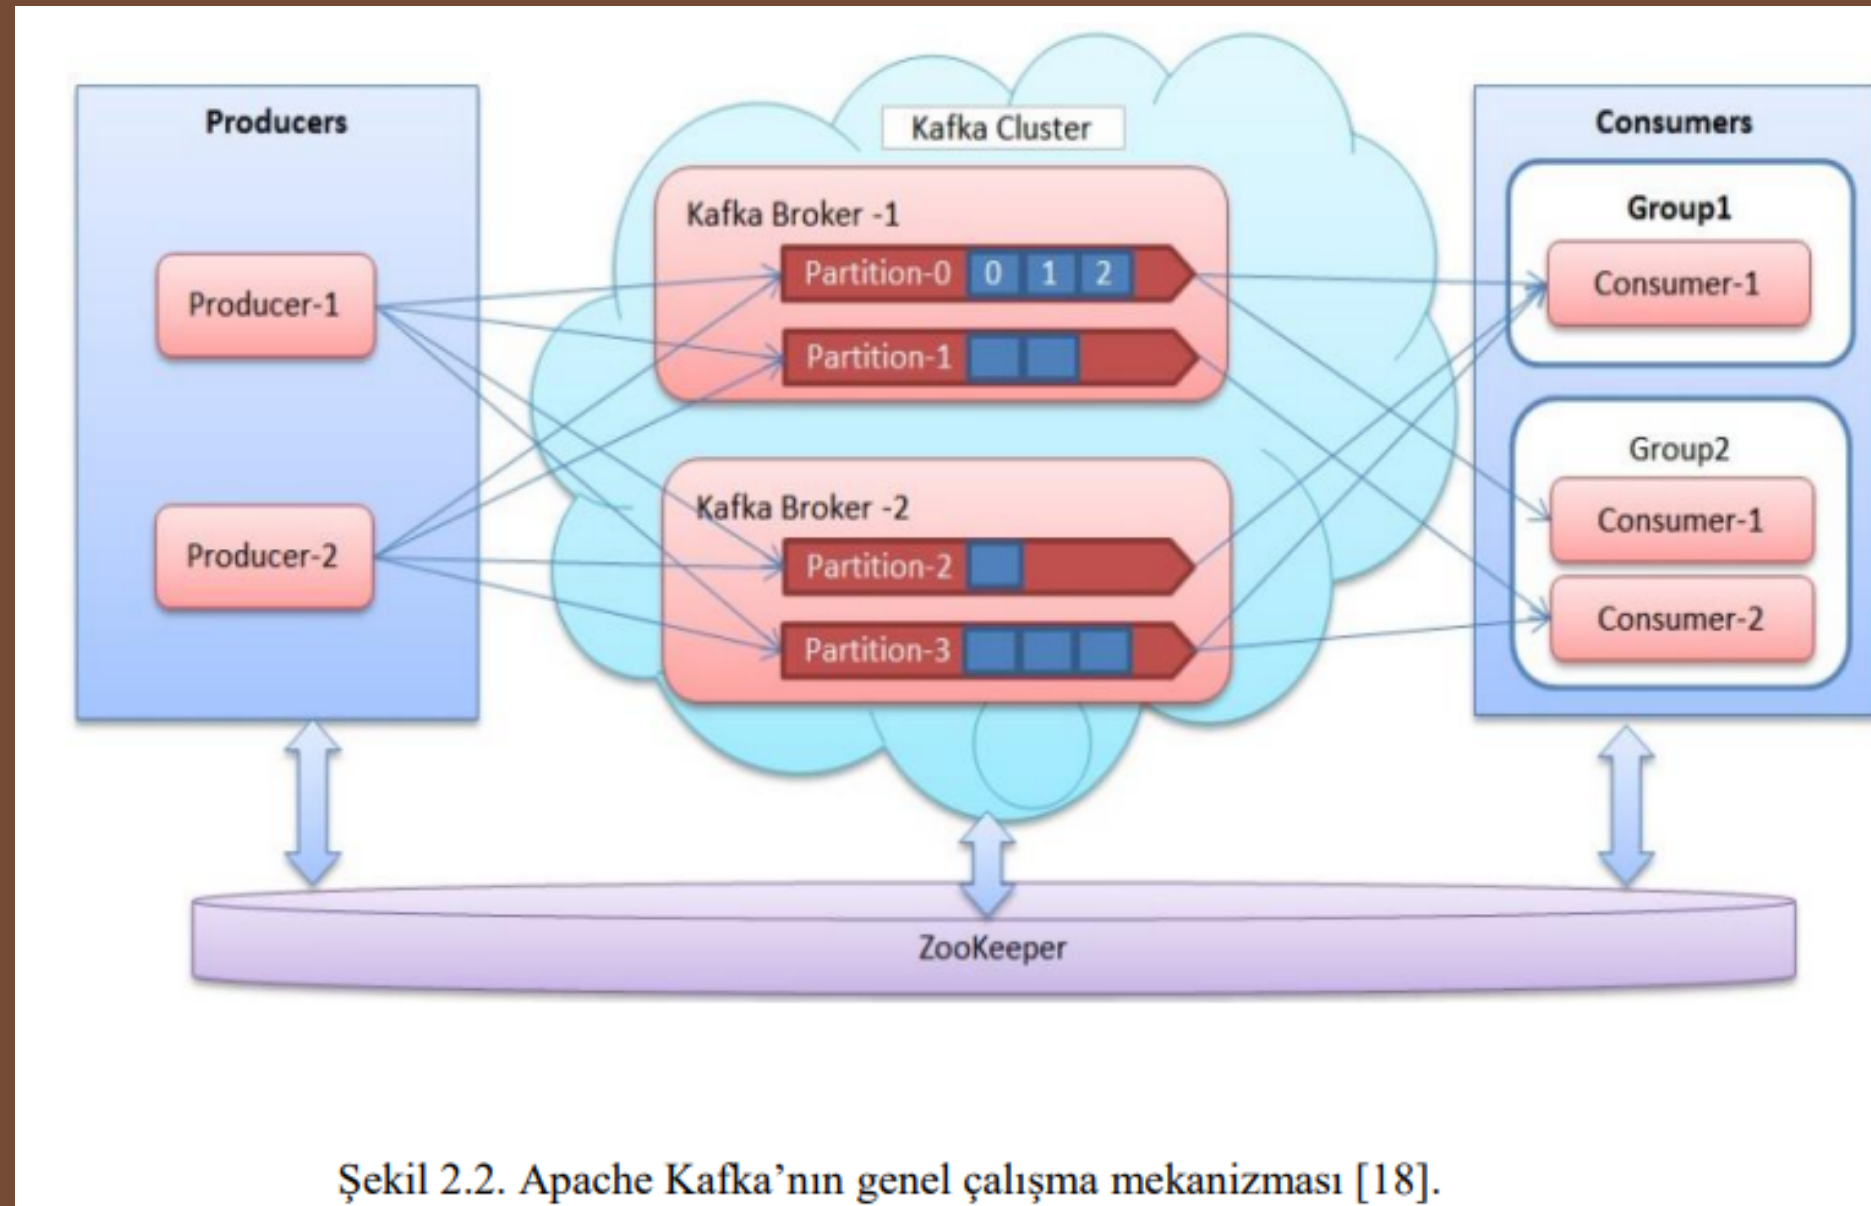 Producers
Producer-1
Producer-2
Kafka Cluster
Kafka Broker -1
Partition-0 0 1 2
Partition-1
Kafka Broker -2
Partition-2
Partition-3
Consumers
Group1
Consumer-1
Group2
Consumer-1
Consumer-2
ZooKeeper
Şekil 2.2. Apache Kafka’nın genel çalışma mekanizması [18].